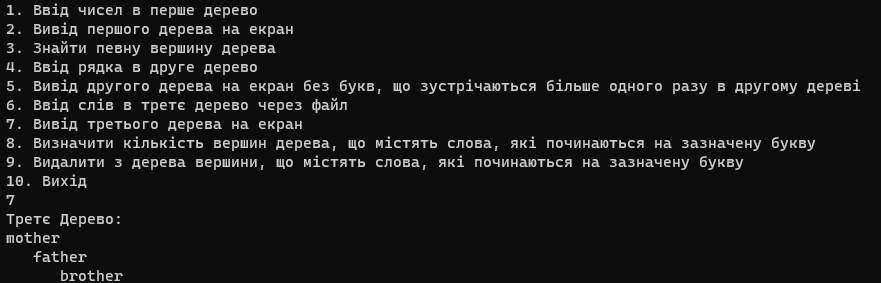 1. Ввід чисел в перше дерево
2. Вивід першого дерева на екран
3. Знайти певну вершину дерева
4. Ввід рядка в друге дерево
5. Вивід другого дерева на екран без букв, що зустрічаються більше одного разу в другому дереві
6. Ввід слів в третє дерево через файл
7. Вивід третього дерева на екран
8. Визначити кількість вершин дерева, що містять слова, які починаються на зазначену букву
9. Видалити з дерева вершини, що містять слова, які починаються на зазначену букву
10. Вихід
7
Третє Дерево:
mother
father
brother